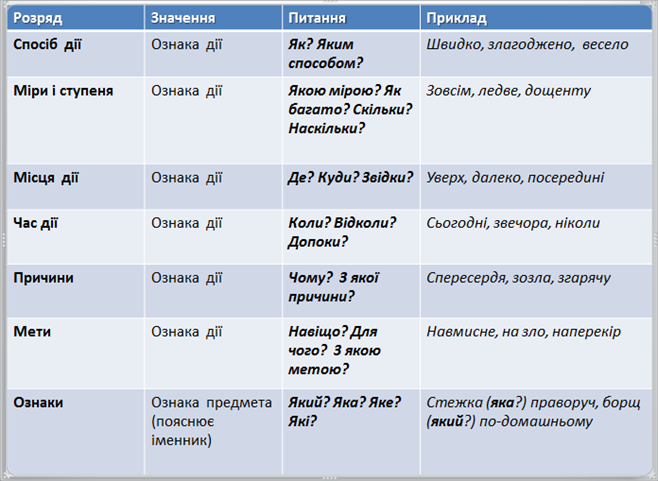 Розряд Значення Питання Приклад
Спосіб дії Ознака дії Як? Яким Швидко, злагоджено, весело
способом?
Міри і ступеня Ознака дії Якою мірою? Як Зовсім, ледве, дощенту
багато? Скільки?
Наскільки?
Місця дії Ознака дії Де? Куди? Звідки? Уверх, далеко, посередині
Час дії Ознака дії Коли? Відколи? Сьогодні, звечора, ніколи
Допоки?
Причини Ознака дії Чому? З якої Спересердя, зозла, згарячу
причини?
Мети Ознака дії Навіщо? Для Навмисне, на зло, наперекір
чого? З якою
метою?
Ознаки Ознака предмета Який? Яка? Яке? Стежка (яка?) праворуч, борщ
(пояснює Які? (який?) по-домашньому
іменник)